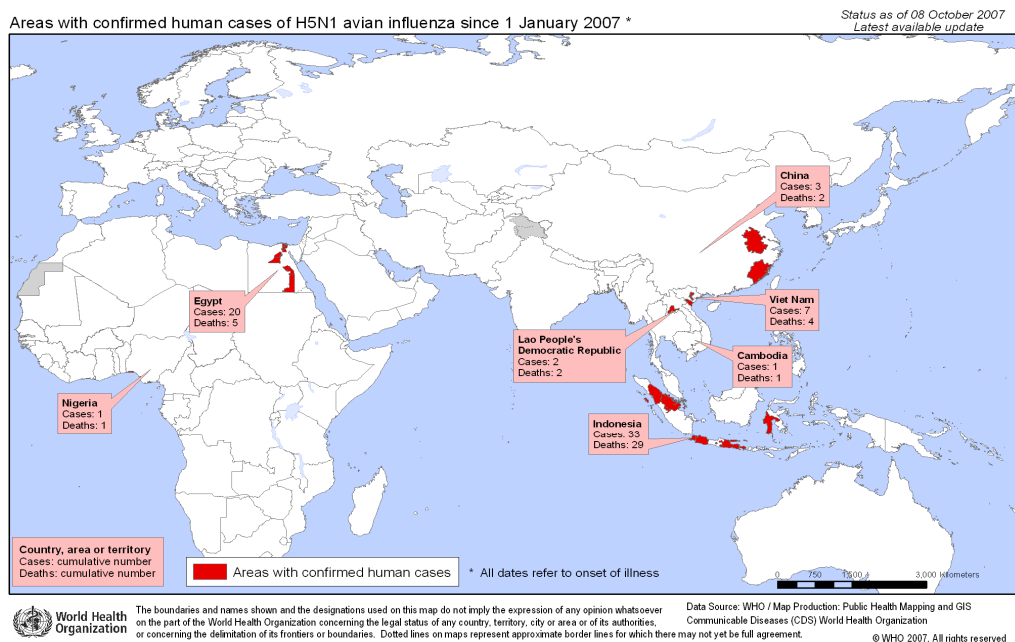 Areas with confirmed human cases of H5N1 avian influenza since 1 January 2007 *
Status as of 08 October 2007
Latest available update
China
Cases: 3
Deaths: 2
Egypt
Cases: 20
Deaths: 5
Viet Nam
Cases: 7
Deaths: 4
Lao People's
Democratic Republic
Cases: 2
Deaths: 2
Cambodia
Cases: 1
Deaths: 1
Nigeria
Cases: 1
Deaths: 1
Indonesia
Cases: 33
Deaths: 29
Country, area or territory
Cases: cumulative number
Deaths: cumulative number
Areas with confirmed human cases
* All dates refer to onset of illness
0 750 1,500 3,000 Kilometers
World Health
Organization
The boundaries and names shown and the designations used on this map do not imply the expression of any opinion whatsoever
on the part of the World Health Organization concerning the legal status of any country, territory, city or area or of its authorities,
or concerning the delimitation of its frontiers or boundaries. Dotted lines on maps represent approximate border lines for which there may not yet be full agreement.
Data Source: WHO / Map Production: Public Health Mapping and GIS
Communicable Diseases (CDS) World Health Organization
© WHO 2007. All rights reserved